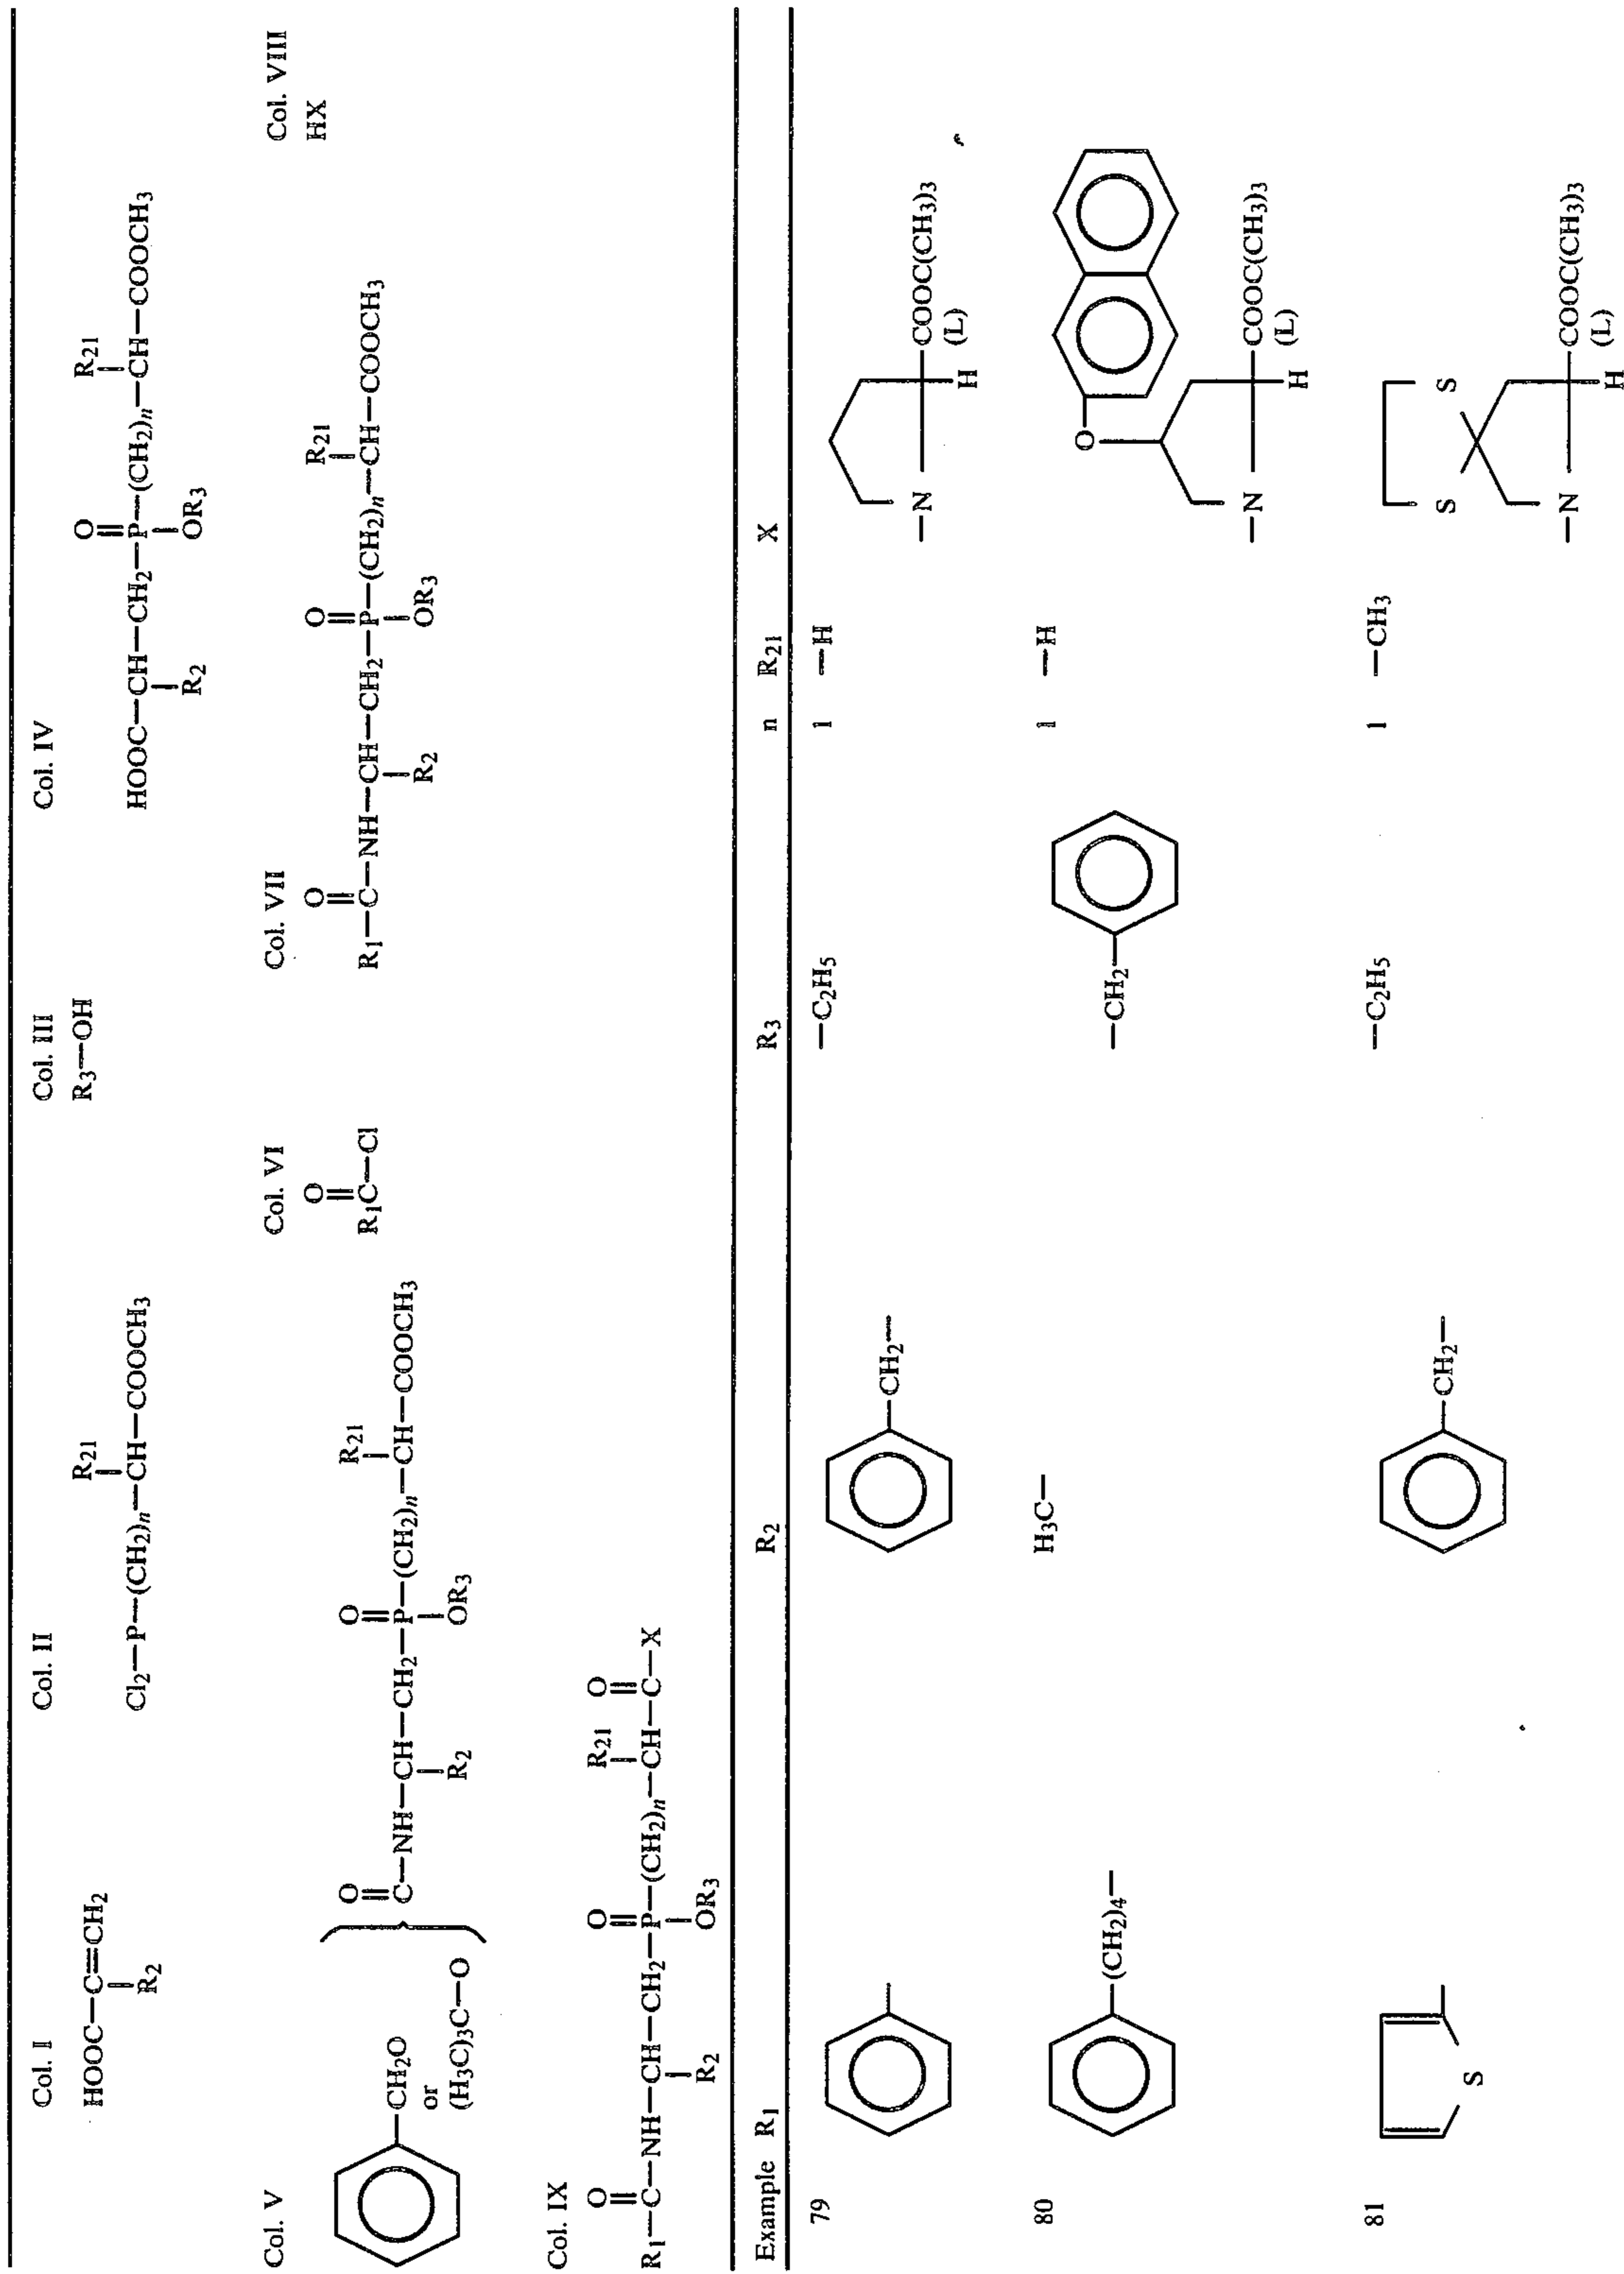 Col. I
HOOC—C=CH2
R2
Col. II
R21
Cl2—P—(CH2)n—CH—COOCH3
Col. III
R3—OH
Col. IV
R21
O
HOOC—CH—CH2—P—(CH2)n—CH—COOCH3
R2
OR3
Col. V
CH2O
or
(H3C)3C—O
O
R21
O
C—NH—CH—CH2—P—(CH2)n—CH—COOCH3
R2
OR3
Col. VI
O
R1C—Cl
Col. VII
O
O
R21
R1—C—NH—CH—CH2—P—(CH2)n—CH—COOCH3
R2
OR3
Col. VIII
HX
Col. IX
O
O
R21
O
R1—C—NH—CH—CH2—P—(CH2)n—CH—C—X
R2
OR3
Example R1 R2 R3 n R21 X
79
CH2—
—C2H5
1
—H
—N
COOC(CH3)3
(L)
H
80
(CH2)4—
H3C—
—CH2
1
—H
O
—N
COOC(CH3)3
(L)
H
81
S
CH2—
—C2H5
1
—CH3
S S
—N
COOC(CH3)3
(L)
H